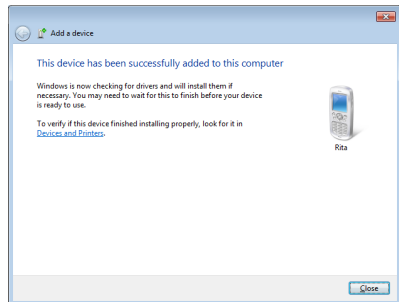 Add a device
This device has been successfully added to this computer
Windows is now checking for drivers and will install them if
necessary. You may need to wait for this to finish before your device
is ready to use.
To verify if this device finished installing properly, look for it in
Devices and Printers.
Rita
Close